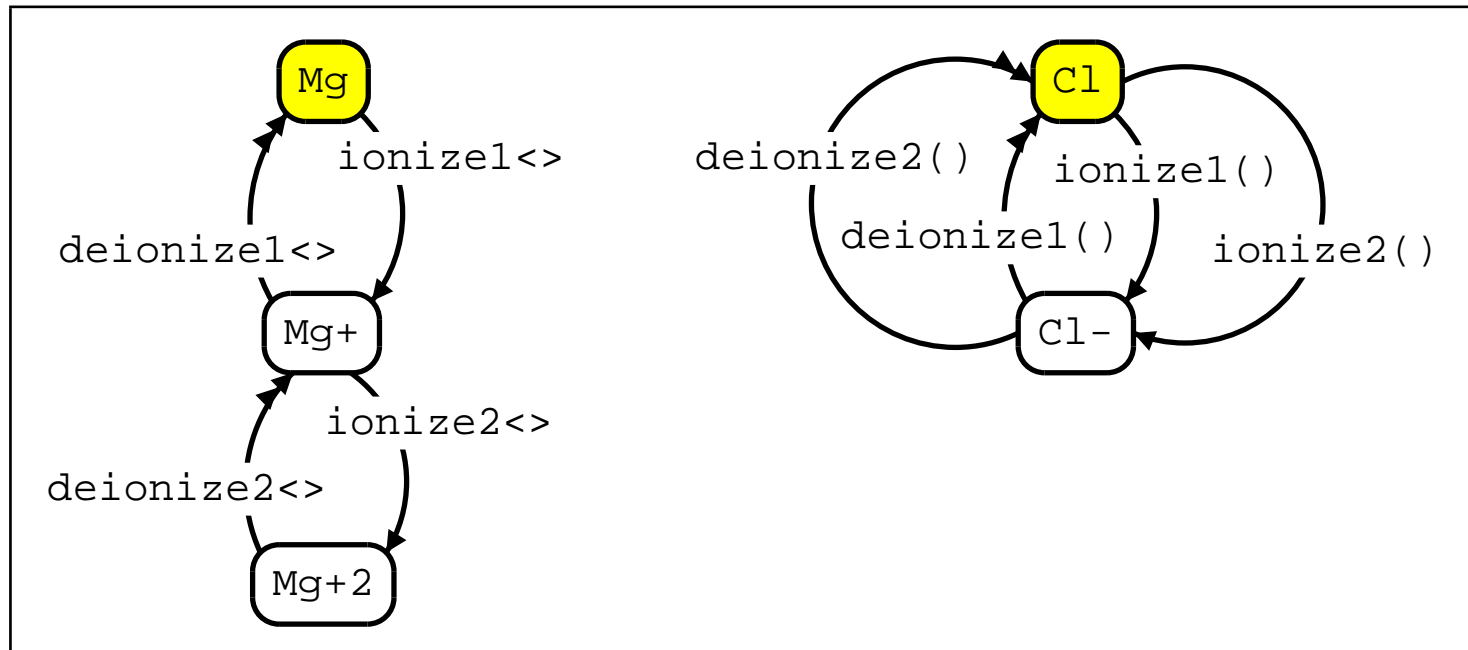 Mg
ionize1<>
deionize1<>
Mg+
ionize2<>
deionize2<>
Mg+2
Cl
deionize2()
ionize1()
deionize1()
ionize2()
Cl-